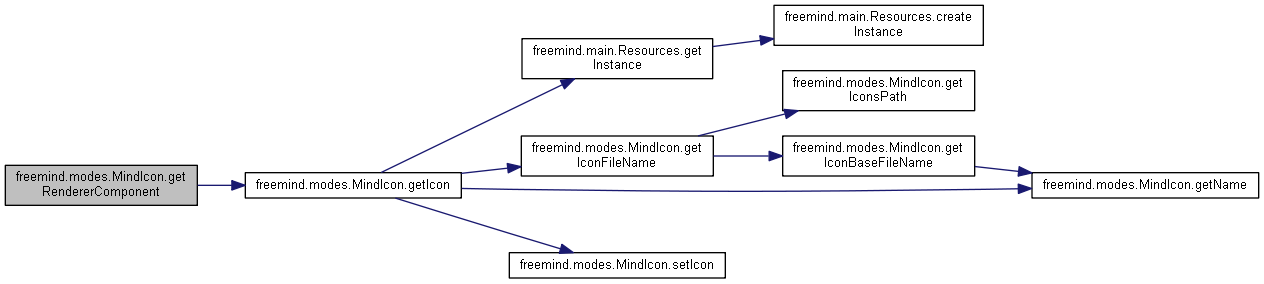 freemind.modes.MindIcon.get
RendererComponent
freemind.modes.MindIcon.getIcon
freemind.main.Resources.get
Instance
freemind.main.Resources.create
Instance
freemind.modes.MindIcon.get
IconFileName
freemind.modes.MindIcon.get
IconsPath
freemind.modes.MindIcon.get
IconBaseFileName
freemind.modes.MindIcon.getName
freemind.modes.MindIcon.setIcon